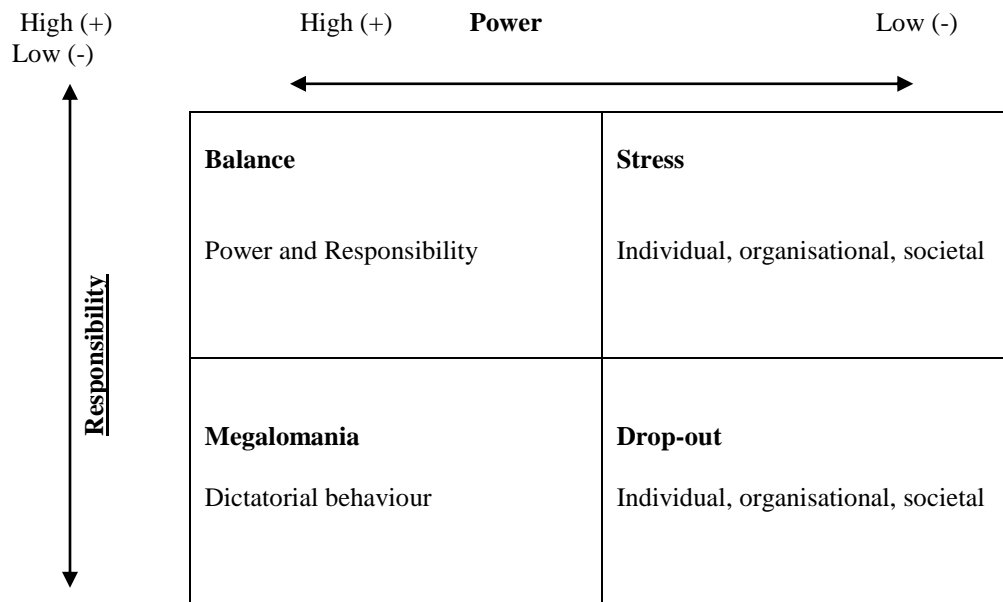 High (+) High (+) Power Low (-)
Low (-)
Balance Stress
Power and Responsibility Individual, organisational, societal
Responsibility
Megalomania Drop-out
Dictatorial behaviour Individual, organisational, societal